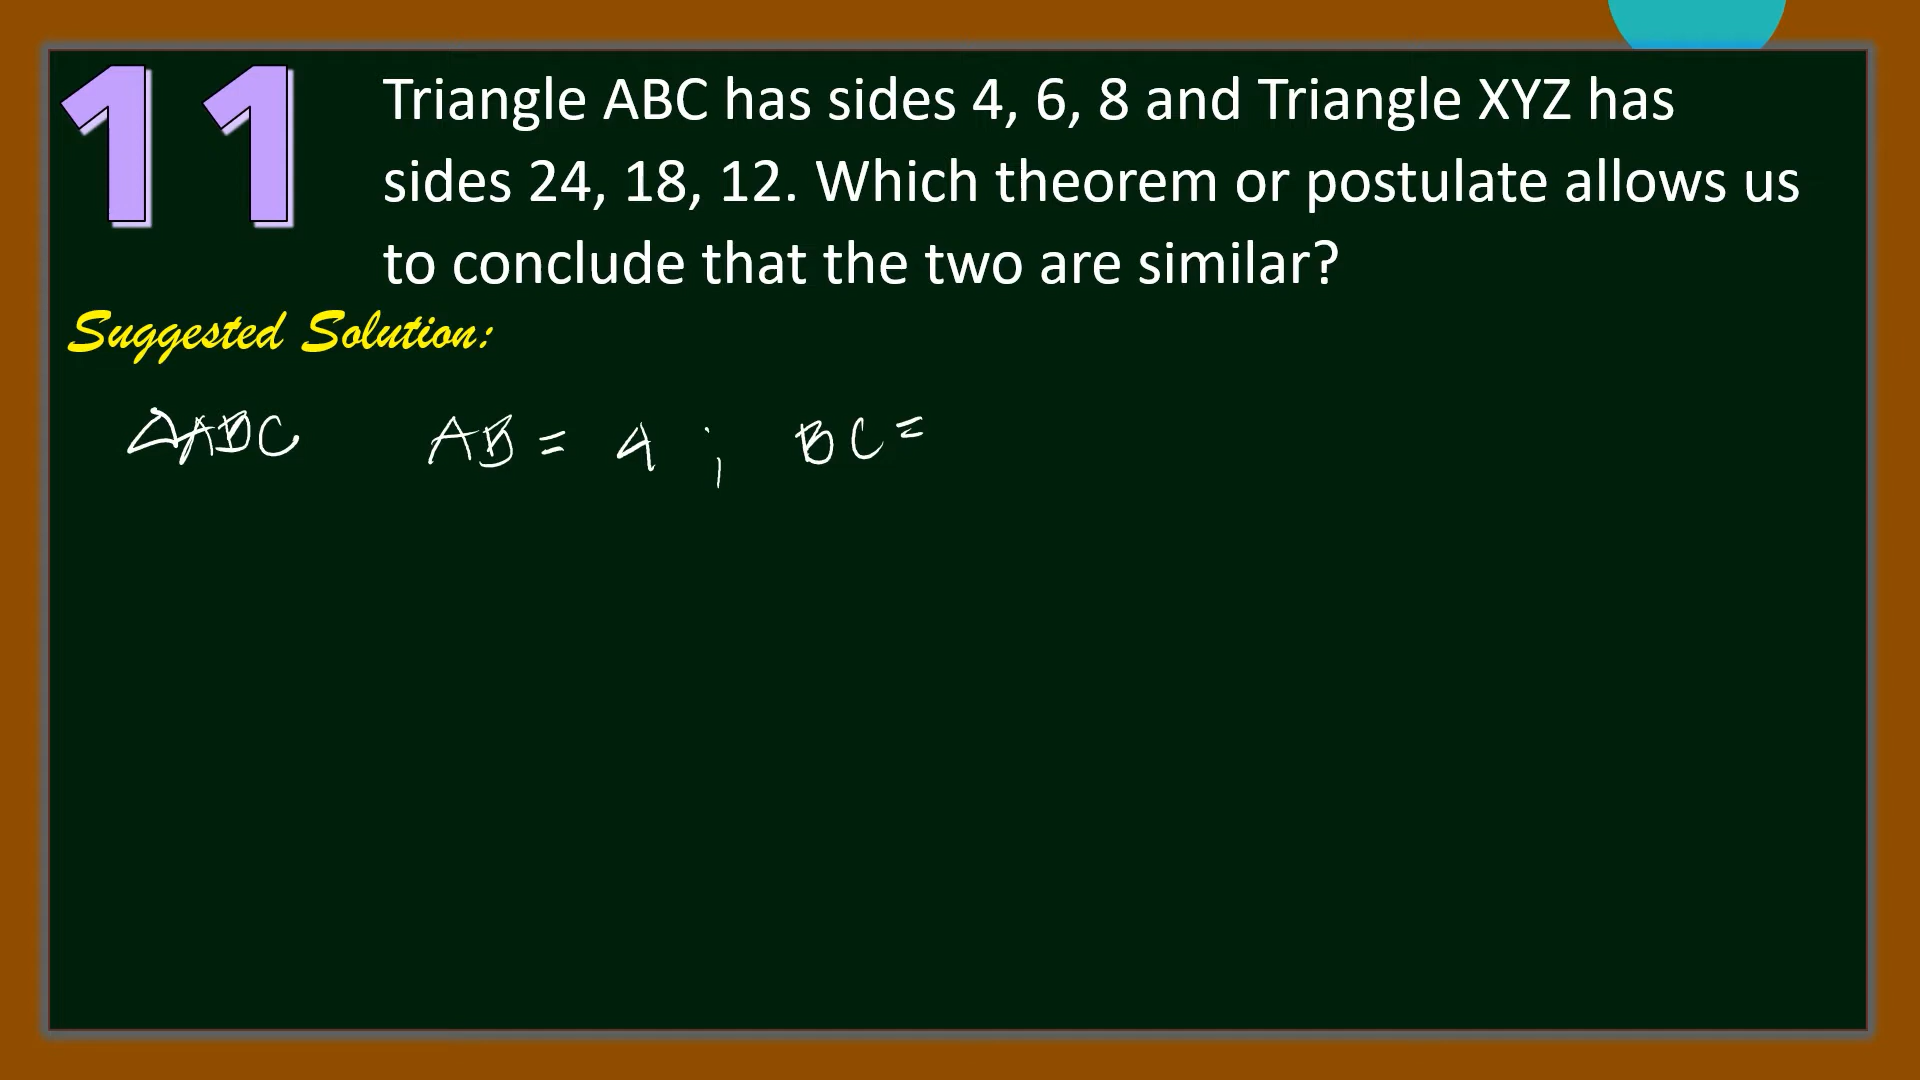 11
Triangle ABC has sides 4, 6, 8 and Triangle XYZ has
sides 24, 18, 12. Which theorem or postulate allows us
to conclude that the two are similar?
Suggested Solution:
△ABC AB = 4 ; BC =